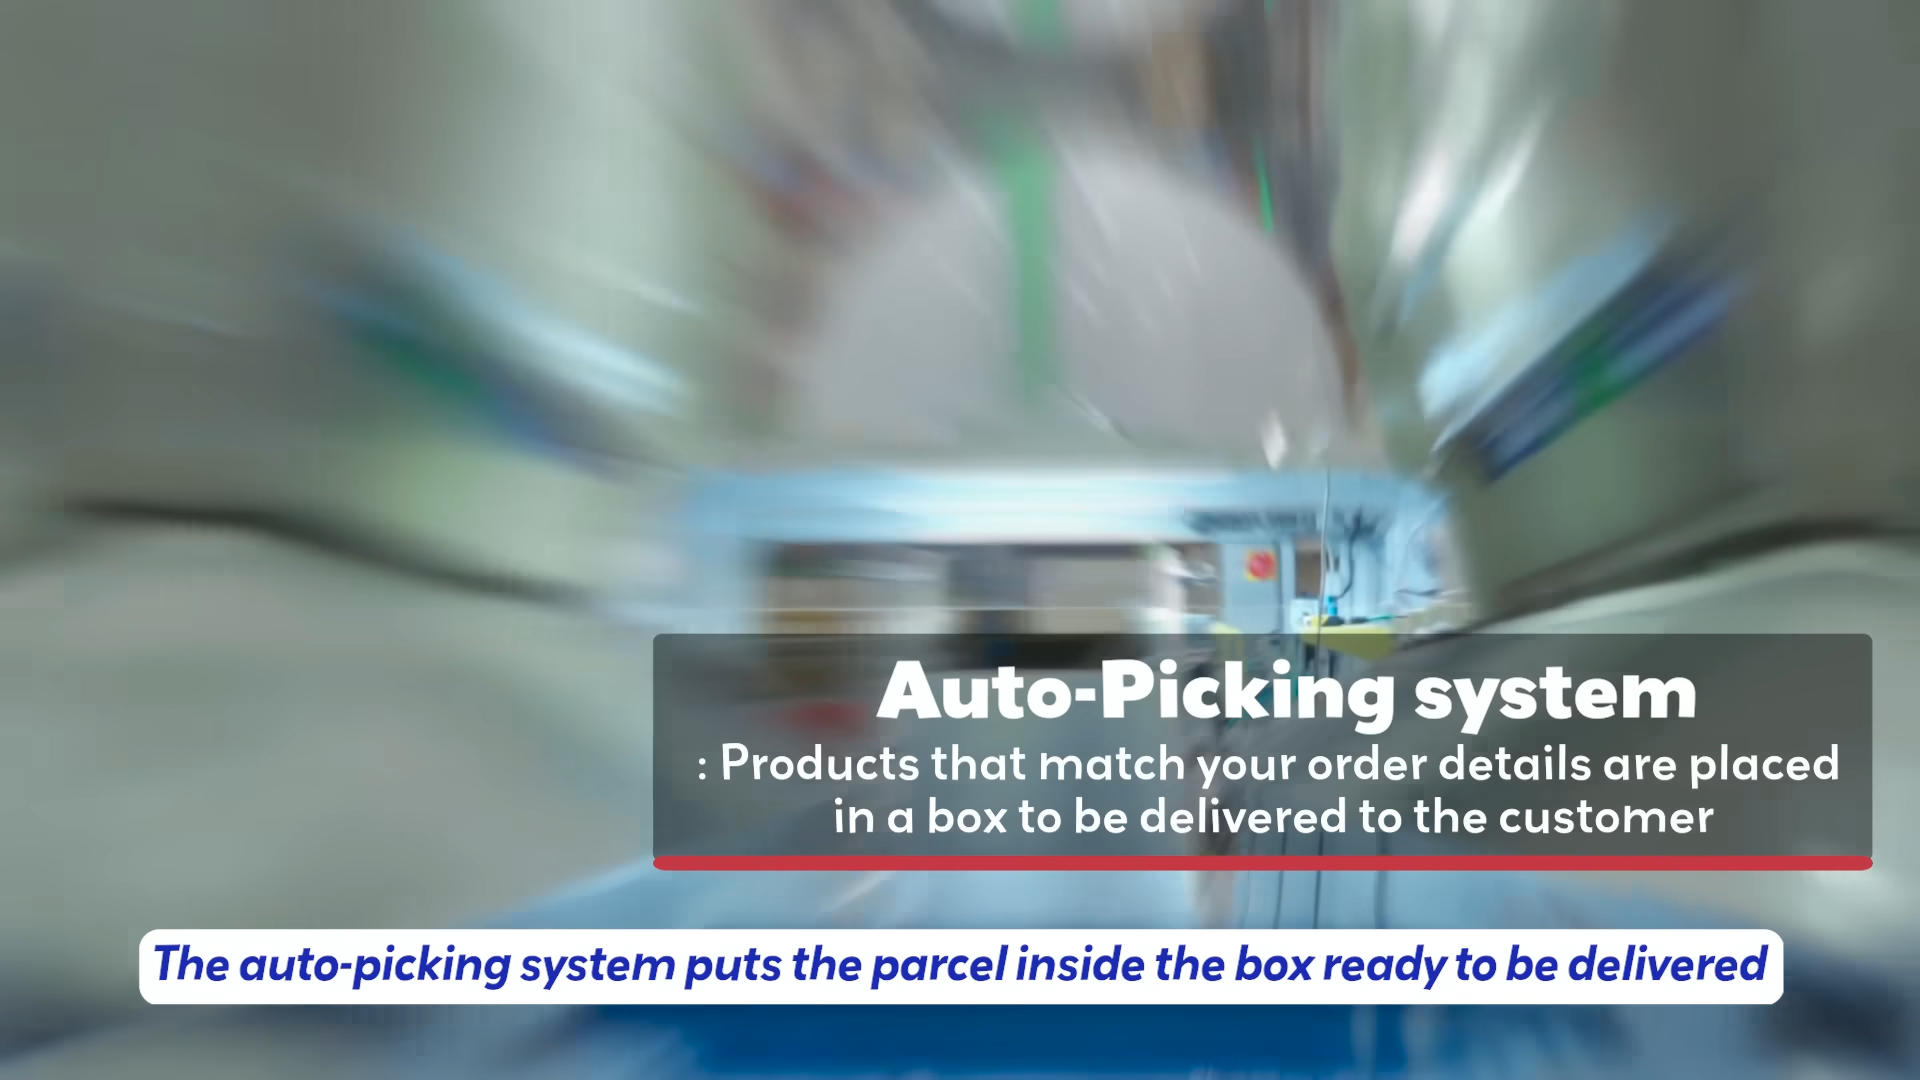 Auto-Picking system
: Products that match your order details are placed
in a box to be delivered to the customer
The auto-picking system puts the parcel inside the box ready to be delivered